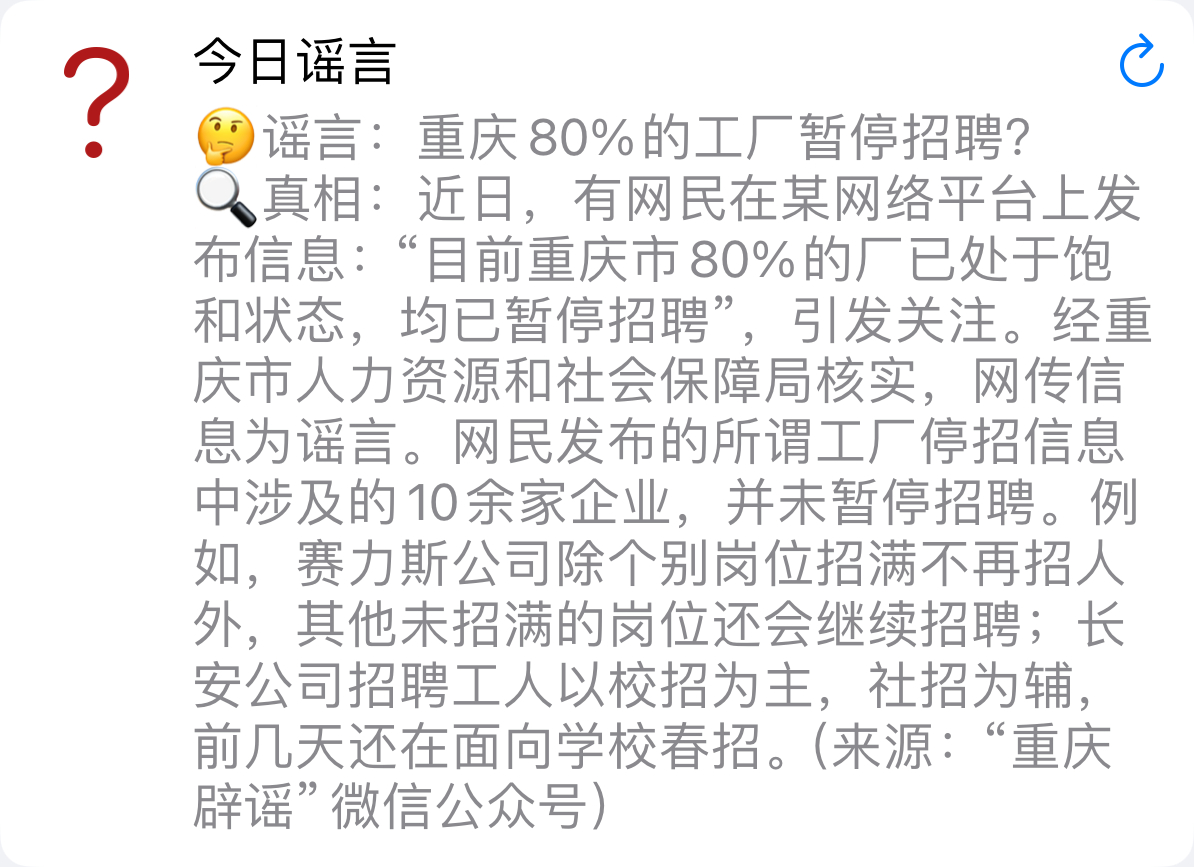 今日谣言
🤔谣言：重庆80%的工厂暂停招聘？
🔍真相：近日，有网民在某网络平台上发
布信息：“目前重庆市80%的厂已处于饱
和状态，均已暂停招聘”，引发关注。经重
庆市人力资源和社会保障局核实，网传信
息为谣言。网民发布的所谓工厂停招信息
中涉及的10余家企业，并未暂停招聘。例
如，赛力斯公司除个别岗位招满不再招人
外，其他未招满的岗位还会继续招聘；长
安公司招聘工人以校招为主，社招为辅，
前几天还在面向学校春招。（来源：“重庆
辟谣”微信公众号）